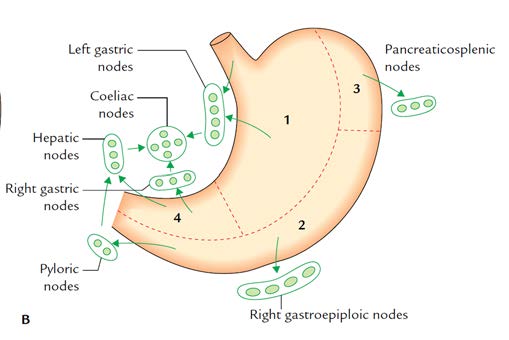 Left gastric
nodes
Coeliac
nodes
Hepatic
nodes
Right gastric
nodes
Pyloric
nodes
Pancreaticosplenic
nodes
Right gastroepiploic nodes
1
2
3
4
B